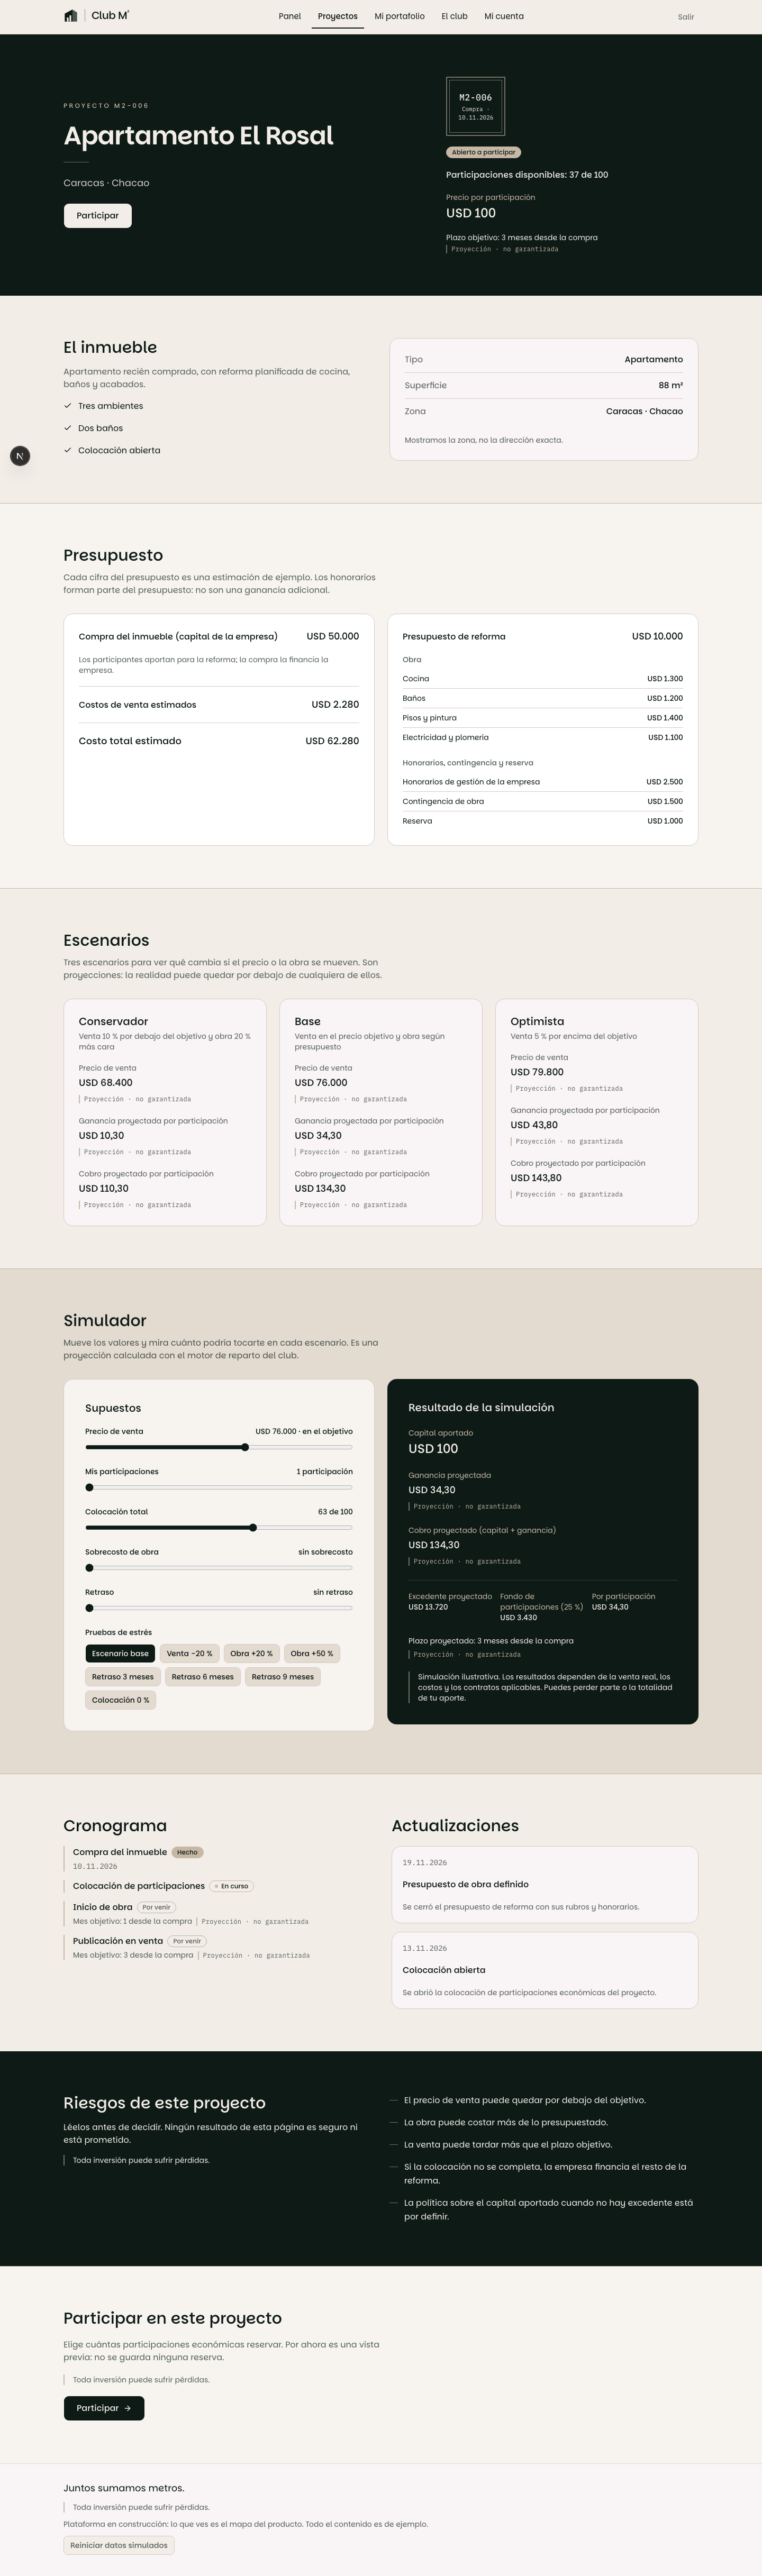 Club M²
Panel
Proyectos
Mi portafolio
El club
Mi cuenta
Salir
PROYECTO M2-006
Apartamento El Rosal
Caracas · Chacao
Participar
M2-006
Compra ·
10.11.2026
Abierto a participar
Participaciones disponibles: 37 de 100
Precio por participación
USD 100
Plazo objetivo: 3 meses desde la compra
Proyección · no garantizada
El inmueble
Apartamento recién comprado, con reforma planificada de cocina,
baños y acabados.
Tres ambientes
Dos baños
Colocación abierta
Tipo Apartamento
Superficie 88 m²
Zona Caracas · Chacao
Mostramos la zona, no la dirección exacta.
N
Presupuesto
Cada cifra del presupuesto es una estimación de ejemplo. Los honorarios
forman parte del presupuesto: no son una ganancia adicional.
Compra del inmueble (capital de la empresa) USD 50.000
Los participantes aportan para la reforma; la compra la financia la
empresa.
Costos de venta estimados USD 2.280
Costo total estimado USD 62.280
Presupuesto de reforma USD 10.000
Obra
Cocina USD 1.300
Baños USD 1.200
Pisos y pintura USD 1.400
Electricidad y plomería USD 1.100
Honorarios, contingencia y reserva
Honorarios de gestión de la empresa USD 2.500
Contingencia de obra USD 1.500
Reserva USD 1.000
Escenarios
Tres escenarios para ver qué cambia si el precio o la obra se mueven. Son
proyecciones: la realidad puede quedar por debajo de cualquiera de ellos.
Conservador
Venta 10 % por debajo del objetivo y obra 20 %
más cara
Precio de venta
USD 68.400
Proyección · no garantizada
Ganancia proyectada por participación
USD 10,30
Proyección · no garantizada
Cobro proyectado por participación
USD 110,30
Proyección · no garantizada
Base
Venta en el precio objetivo y obra según
presupuesto
Precio de venta
USD 76.000
Proyección · no garantizada
Ganancia proyectada por participación
USD 34,30
Proyección · no garantizada
Cobro proyectado por participación
USD 134,30
Proyección · no garantizada
Optimista
Venta 5 % por encima del objetivo
Precio de venta
USD 79.800
Proyección · no garantizada
Ganancia proyectada por participación
USD 43,80
Proyección · no garantizada
Cobro proyectado por participación
USD 143,80
Proyección · no garantizada
Simulador
Mueve los valores y mira cuánto podría tocarte en cada escenario. Es una
proyección calculada con el motor de reparto del club.
Supuestos
Precio de venta USD 76.000 · en el objetivo
Mis participaciones 1 participación
Colocación total 63 de 100
Sobrecosto de obra sin sobrecosto
Retraso sin retraso
Pruebas de estrés
Escenario base Venta −20 % Obra +20 % Obra +50 %
Retraso 3 meses Retraso 6 meses Retraso 9 meses
Colocación 0 %
Resultado de la simulación
Capital aportado
USD 100
Ganancia proyectada
USD 34,30
Proyección · no garantizada
Cobro proyectado (capital + ganancia)
USD 134,30
Proyección · no garantizada
Excedente proyectado
USD 13.720
Fondo de
participaciones (25 %)
USD 3.430
Por participación
USD 34,30
Plazo proyectado: 3 meses desde la compra
Proyección · no garantizada
Simulación ilustrativa. Los resultados dependen de la venta real, los
costos y los contratos aplicables. Puedes perder parte o la totalidad
de tu aporte.
Cronograma
Compra del inmueble Hecho
10.11.2026
Colocación de participaciones En curso
Inicio de obra Por venir
Mes objetivo: 1 desde la compra Proyección · no garantizada
Publicación en venta Por venir
Mes objetivo: 3 desde la compra Proyección · no garantizada
Actualizaciones
19.11.2026
Presupuesto de obra definido
Se cerró el presupuesto de reforma con sus rubros y honorarios.
13.11.2026
Colocación abierta
Se abrió la colocación de participaciones económicas del proyecto.
Riesgos de este proyecto
Léelos antes de decidir. Ningún resultado de esta página es seguro ni
está prometido.
Toda inversión puede sufrir pérdidas.
— El precio de venta puede quedar por debajo del objetivo.
— La obra puede costar más de lo presupuestado.
— La venta puede tardar más que el plazo objetivo.
— Si la colocación no se completa, la empresa financia el resto de la
reforma.
— La política sobre el capital aportado cuando no hay excedente está
por definir.
Participar en este proyecto
Elige cuántas participaciones económicas reservar. Por ahora es una vista
previa: no se guarda ninguna reserva.
Toda inversión puede sufrir pérdidas.
Participar →
Juntos sumamos metros.
Toda inversión puede sufrir pérdidas.
Plataforma en construcción: lo que ves es el mapa del producto. Todo el contenido es de ejemplo.
Reiniciar datos simulados